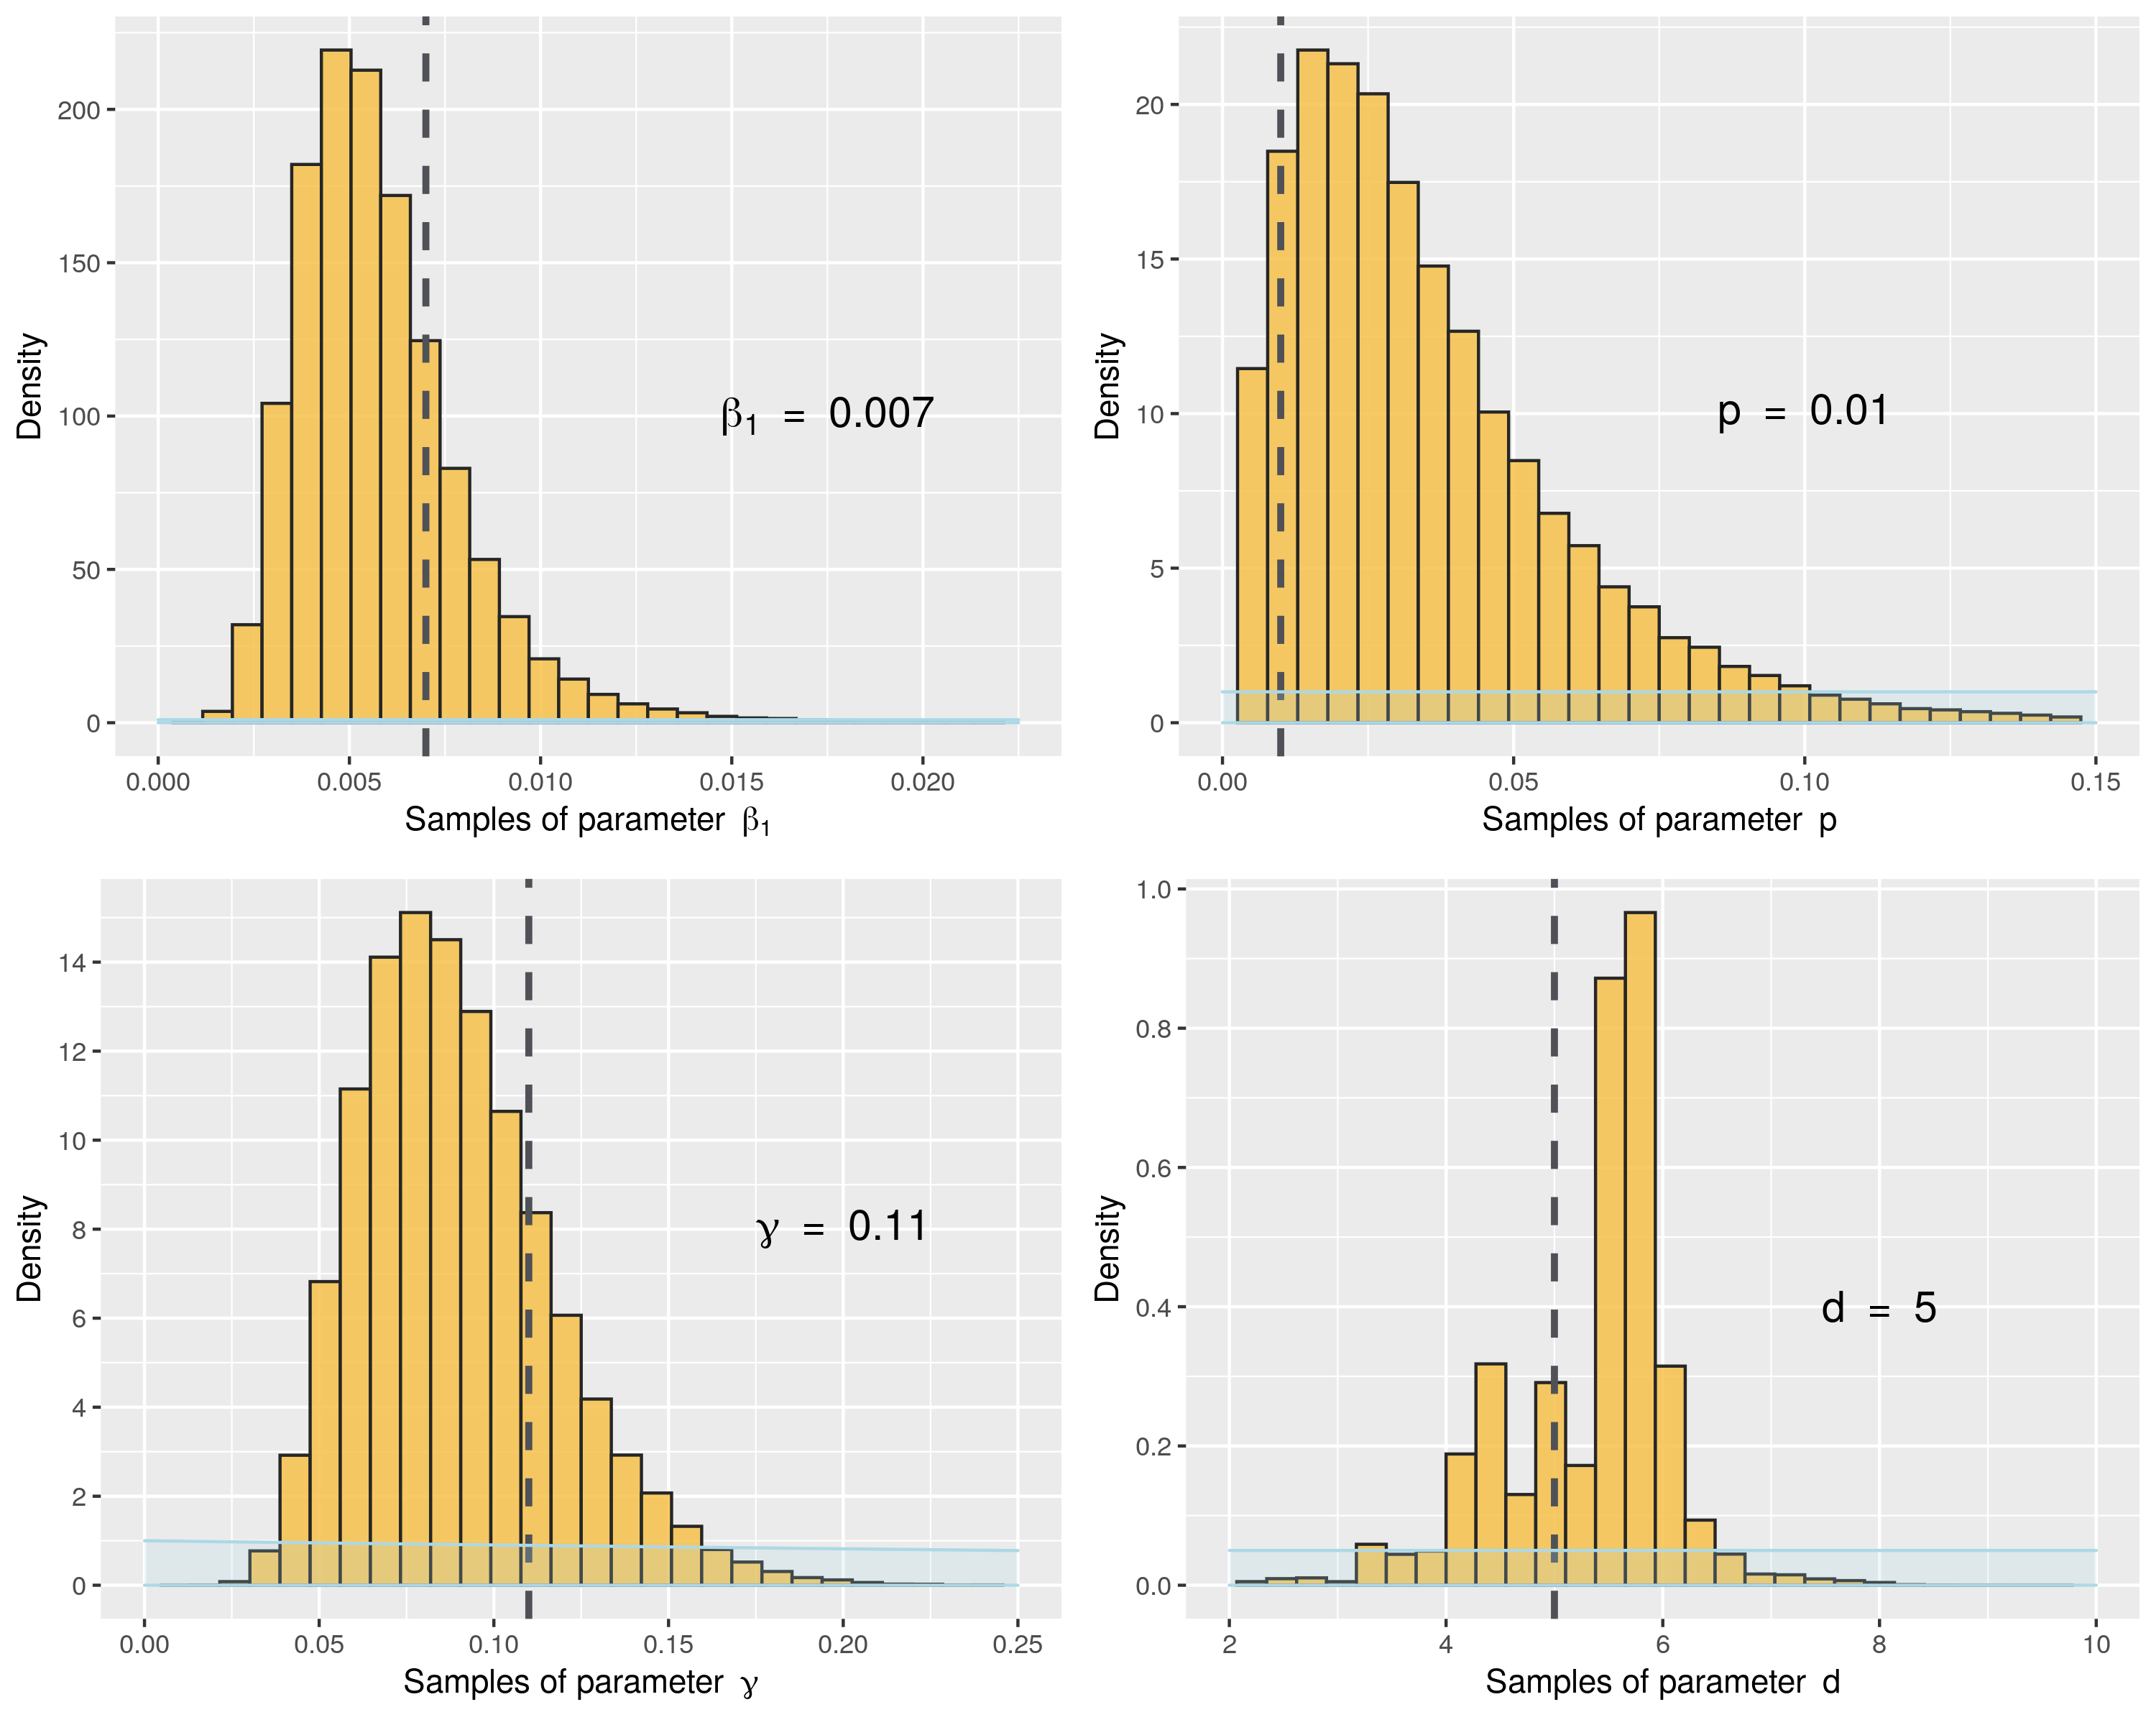 Density
200
150
100
50
0
β₁ = 0.007
0.000 0.005 0.010 0.015 0.020
Samples of parameter β₁
Density
20
15
10
5
0
p = 0.01
0.00 0.05 0.10 0.15
Samples of parameter p
Density
14
12
10
8
6
4
2
0
γ = 0.11
0.00 0.05 0.10 0.15 0.20 0.25
Samples of parameter γ
Density
1.0
0.8
0.6
0.4
0.2
0.0
d = 5
2 4 6 8 10
Samples of parameter d